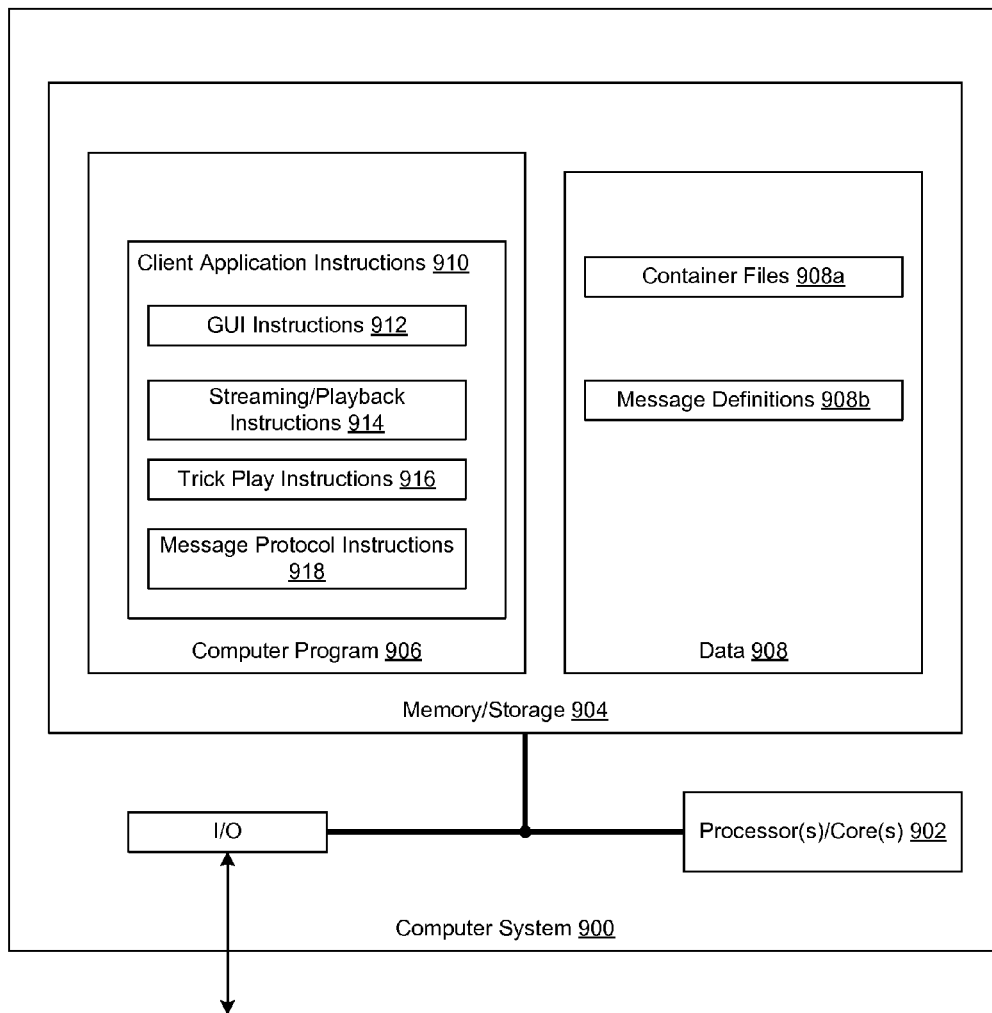 Client Application Instructions 910
GUI Instructions 912
Streaming/Playback
Instructions 914
Trick Play Instructions 916
Message Protocol Instructions
918
Computer Program 906
Container Files 908a
Message Definitions 908b
Data 908
Memory/Storage 904
I/O
Processor(s)/Core(s) 902
Computer System 900